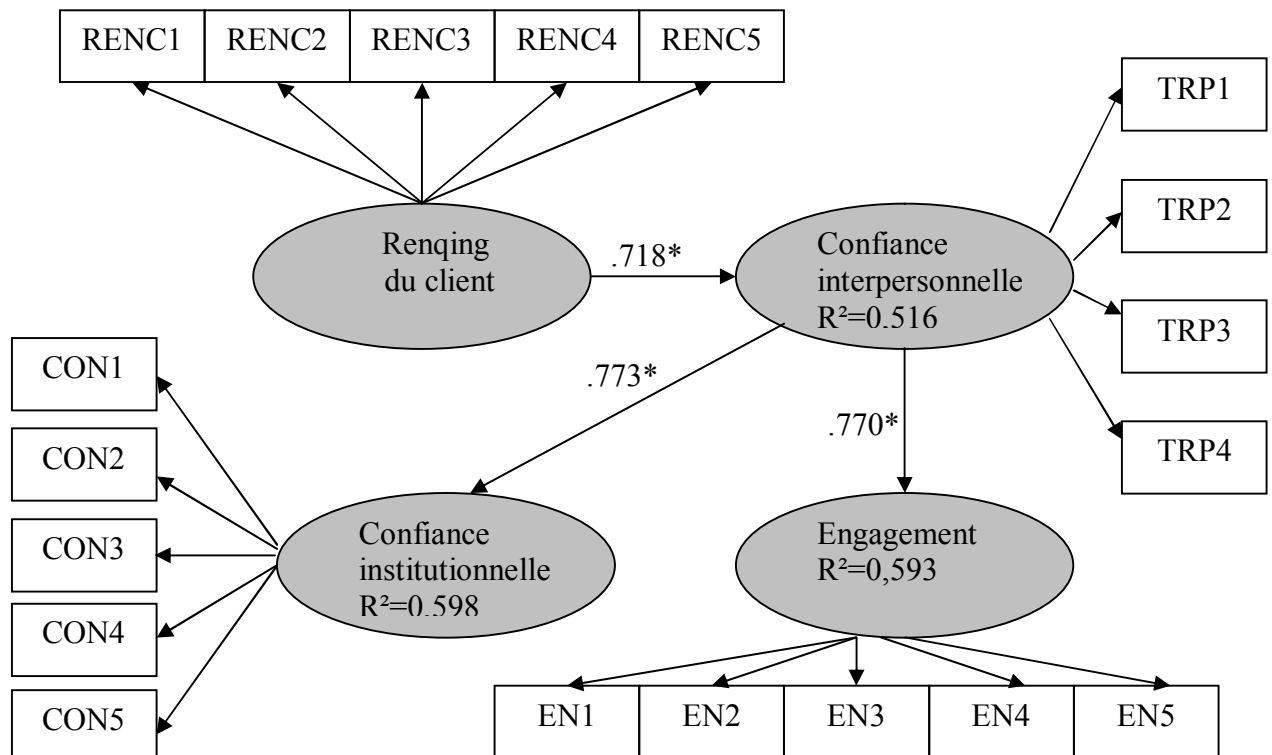 RENC1 RENC2 RENC3 RENC4 RENC5
TRP1
TRP2
TRP3
TRP4
Renqing
du client
.718*
Confiance
interpersonnelle
R²=0.516
.773*
.770*
CON1
CON2
CON3
CON4
CON5
Confiance
institutionnelle
R²=0.598
Engagement
R²=0,593
EN1 EN2 EN3 EN4 EN5